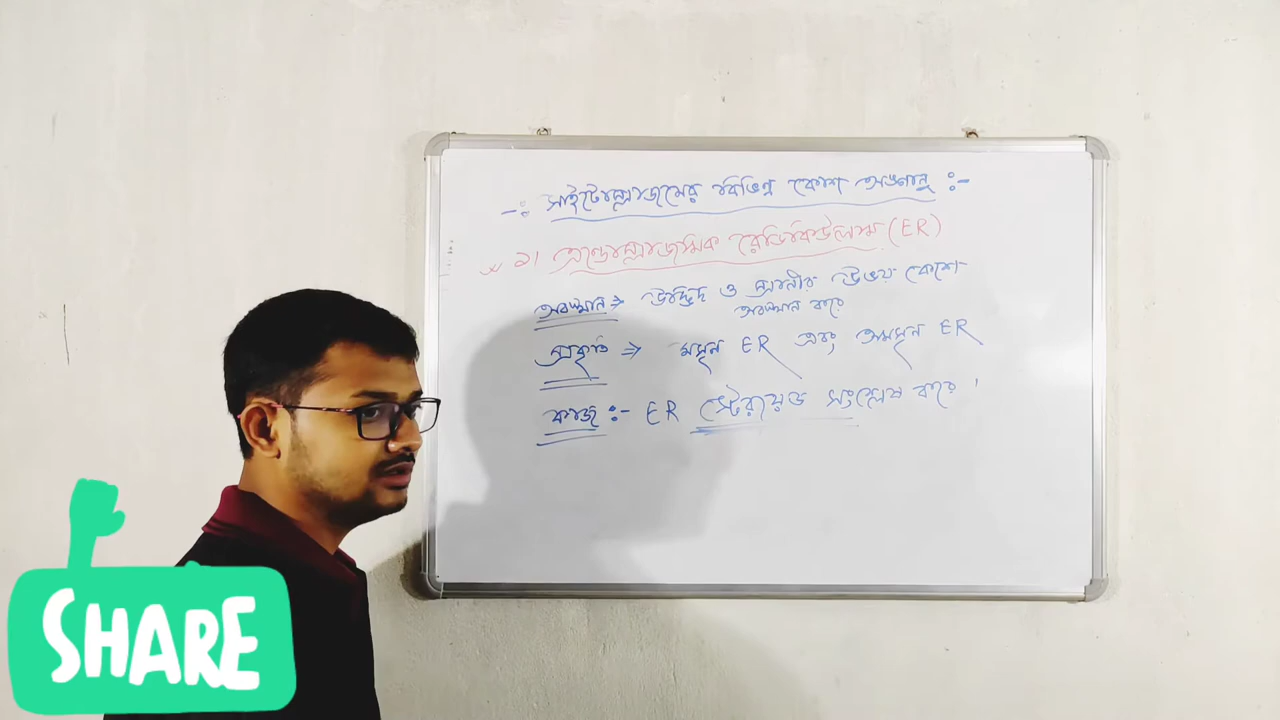 -: সাইটোপ্লাজমের বিভিন্ন কোশ অঙ্গাণু :-
১। এন্ডোপ্লাজমিক রেটিকিউলাম (ER)
অবস্থান ⇒ উদ্ভিদ ও প্রানীর উভয় কোশে
অবস্থান করে
প্রকৃতি ⇒ মসৃন ER এবং অমসৃন ER
কাজ :- ER স্টেরয়েড সংশ্লেষ করে।
SHARE